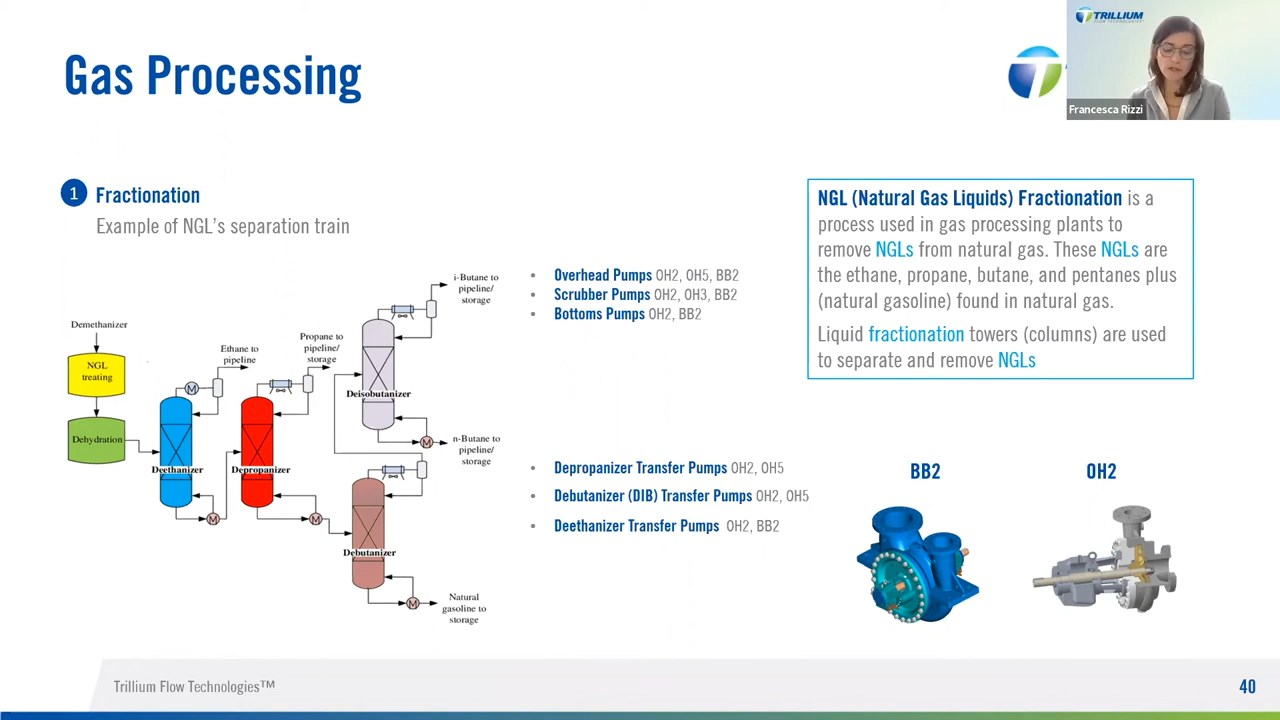 Gas Processing
TRILLIUM
FLOW TECHNOLOGIES
Francesca Rizzi
1 Fractionation
Example of NGL's separation train
NGL (Natural Gas Liquids) Fractionation is a
process used in gas processing plants to
remove NGLs from natural gas. These NGLs are
the ethane, propane, butane, and pentanes plus
(natural gasoline) found in natural gas.
Liquid fractionation towers (columns) are used
to separate and remove NGLs
• Overhead Pumps OH2, OH5, BB2
• Scrubber Pumps OH2, OH3, BB2
• Bottoms Pumps OH2, BB2
i-Butane to
pipeline/
storage
Demethanizer
NGL
treating
Dehydration
Ethane to
pipeline
M
Propane to
pipeline/
storage
Deisobutanizer
M
n-Butane to
pipeline/
storage
Deethanizer
M
Depropanizer
M
Debutanizer
M
Natural
gasoline to
storage
• Depropanizer Transfer Pumps OH2, OH5
• Debutanizer (DIB) Transfer Pumps OH2, OH5
• Deethanizer Transfer Pumps OH2, BB2
BB2
OH2
Trillium Flow Technologies™
40